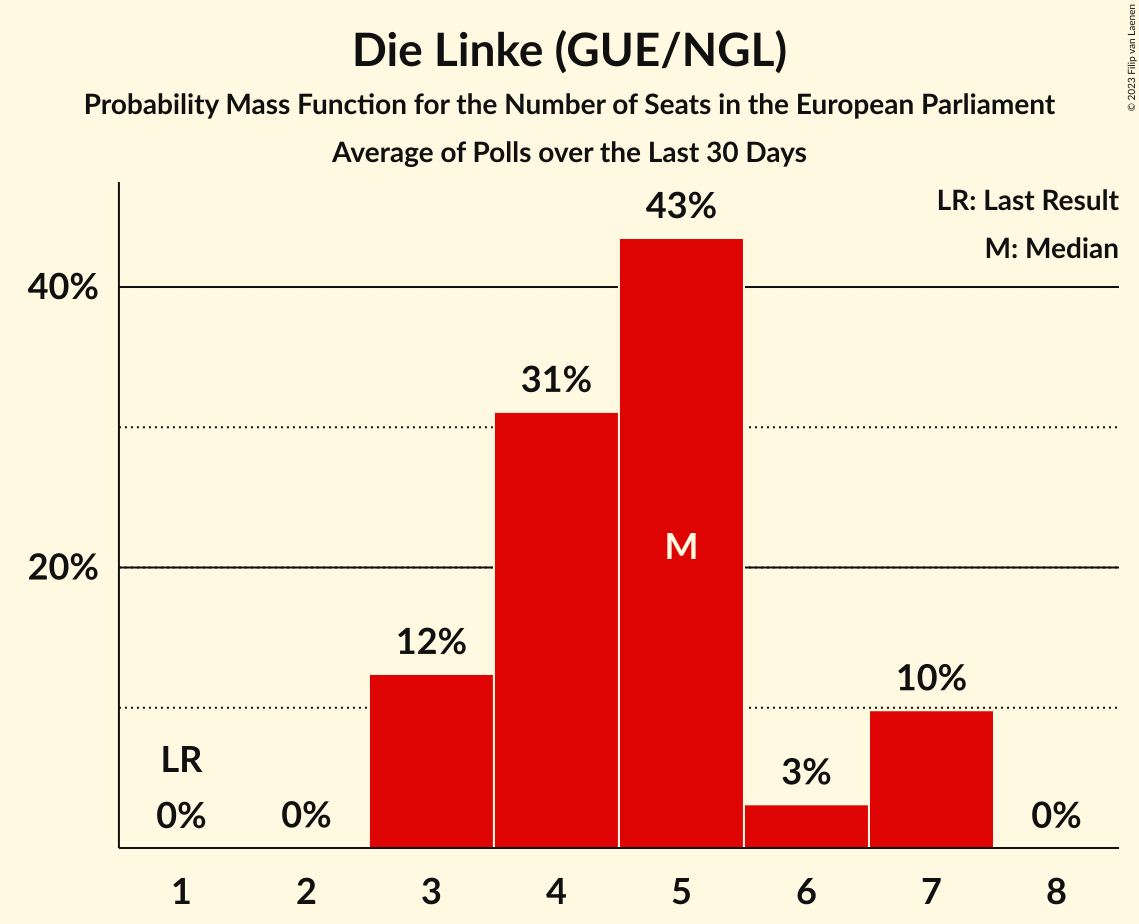 Die Linke (GUE/NGL)
Probability Mass Function for the Number of Seats in the European Parliament
Average of Polls over the Last 30 Days
© 2023 Filip van Laenen
LR: Last Result
M: Median
43%
40%
31%
M
20%
12%
10%
LR
3%
0%
0%
0%
1
2
3
4
5
6
7
8